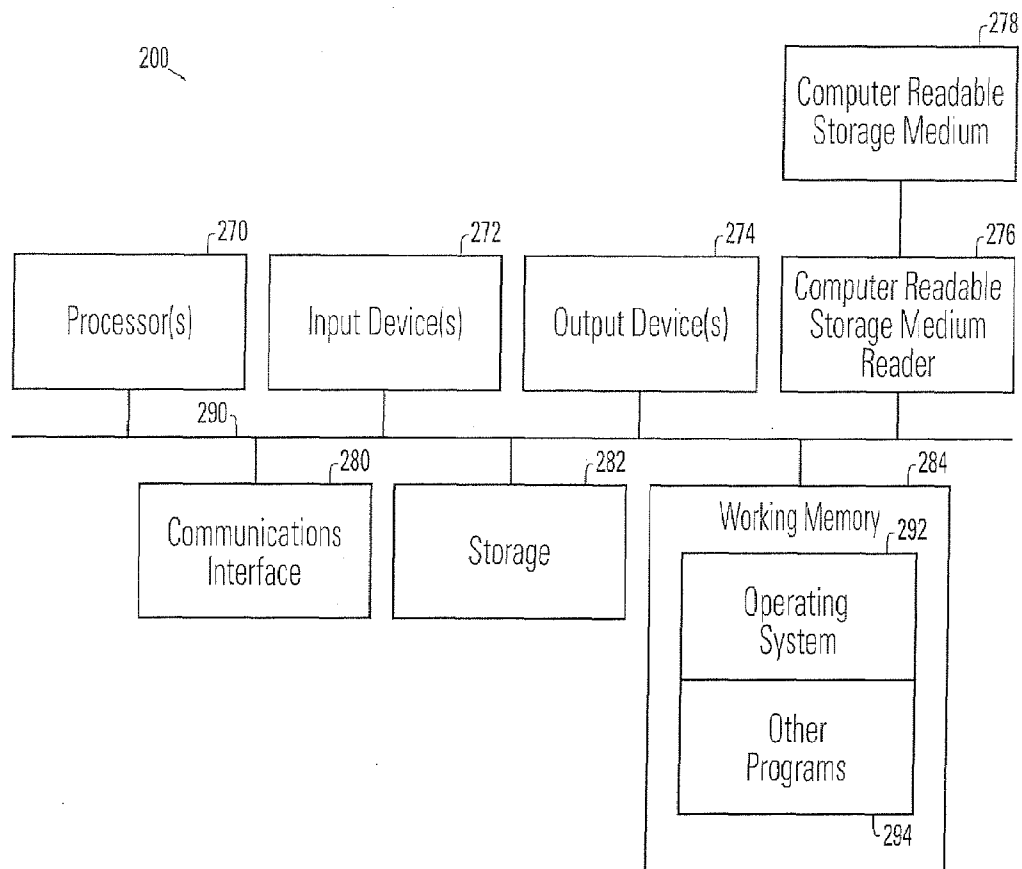 200
278
Computer Readable
Storage Medium
270
272
274
276
Processor(s)
Input Device(s)
Output Device(s)
Computer Readable
Storage Medium
Reader
290
280
282
284
Communications
Interface
Storage
Working Memory
292
Operating
System
Other
Programs
294